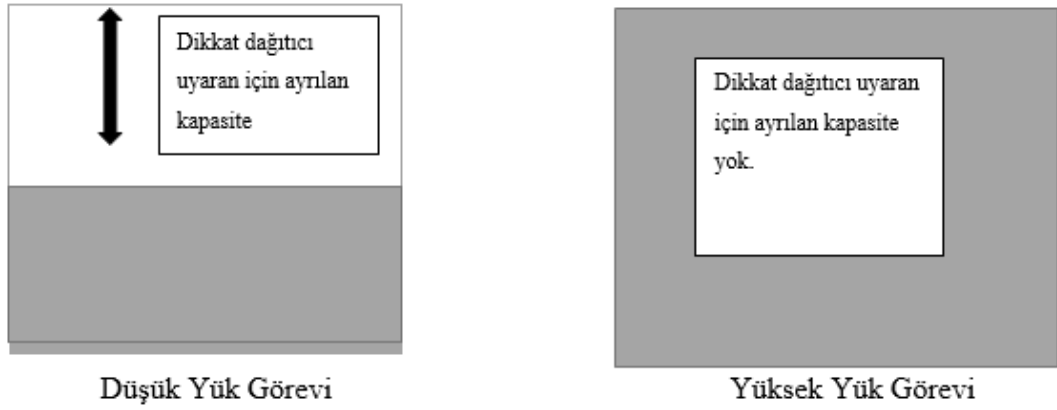 Dikkat dağıtıcı
uyaran için ayrılan
kapasite
Düşük Yük Görevi
Dikkat dağıtıcı uyaran
için ayrılan kapasite
yok.
Yüksek Yük Görevi